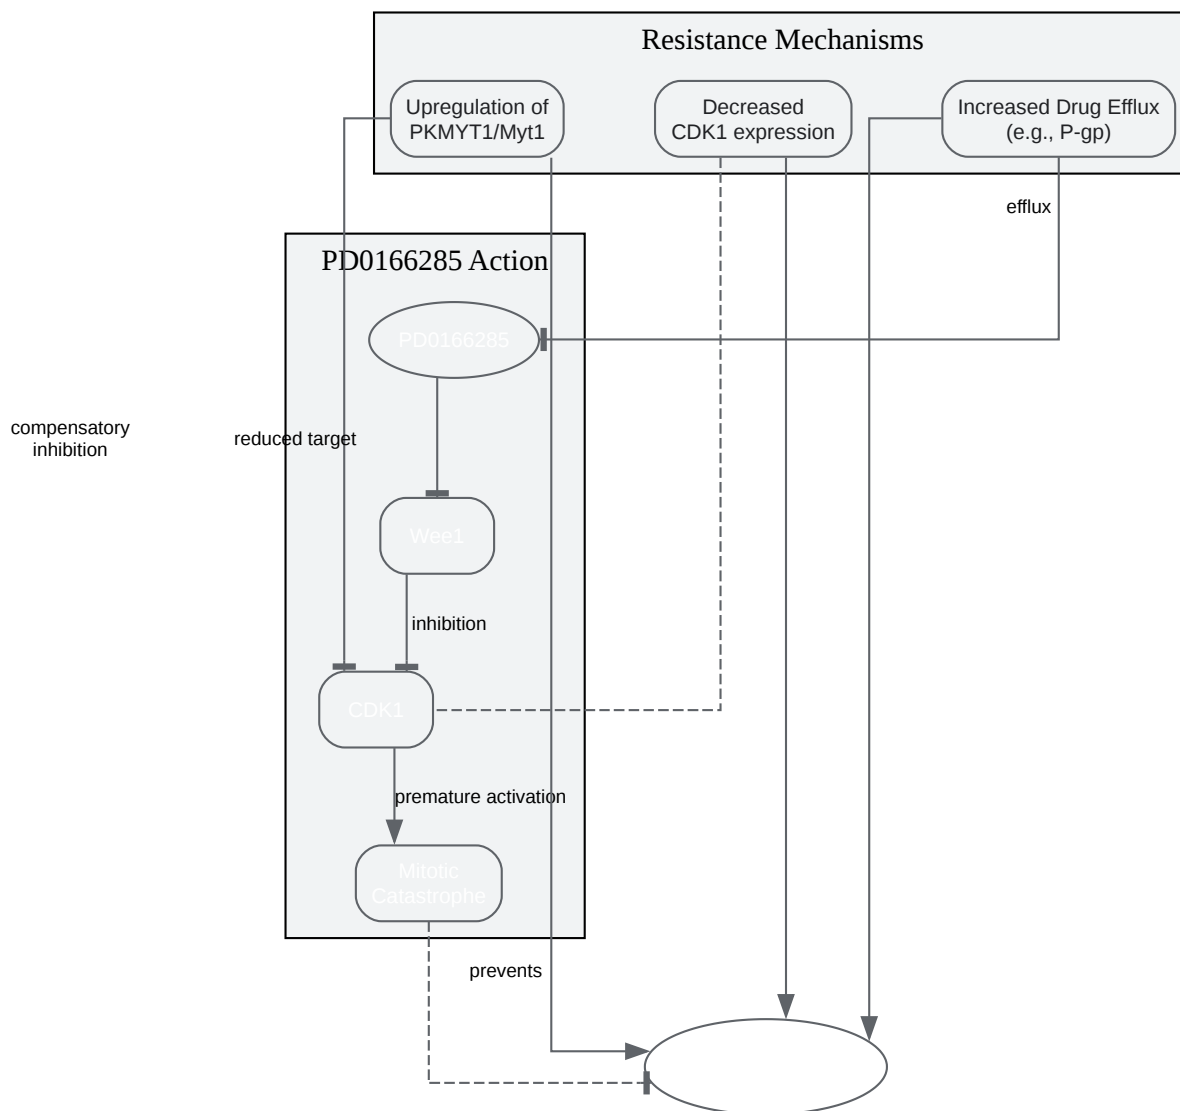 Resistance Mechanisms
Upregulation of
PKMYT1/Myt1
Decreased
CDK1 expression
Increased Drug Efflux
(e.g., P-gp)
efflux
PD0166285 Action
PD0166285
compensatory
inhibition
reduced target
Wee1
inhibition
CDK1
premature activation
Mitotic
Catastrophe
prevents